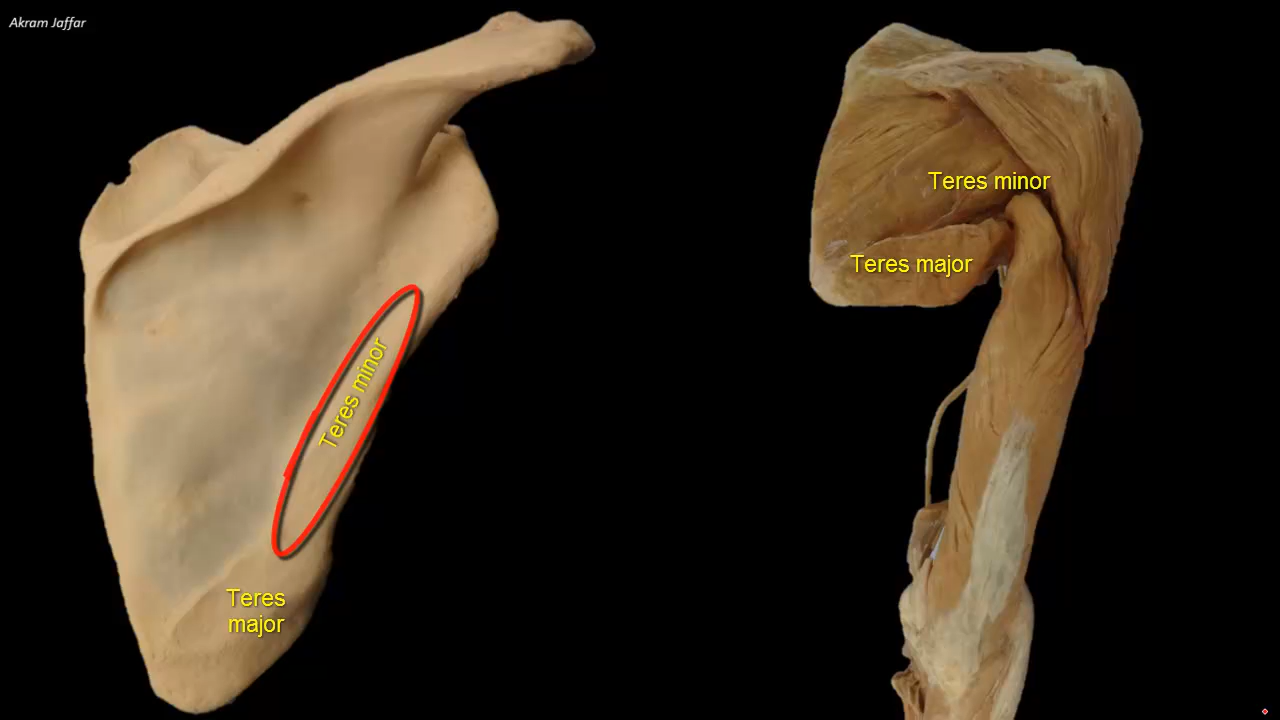 Akram Jaffar
Teres minor
Teres
major
Teres minor
Teres major